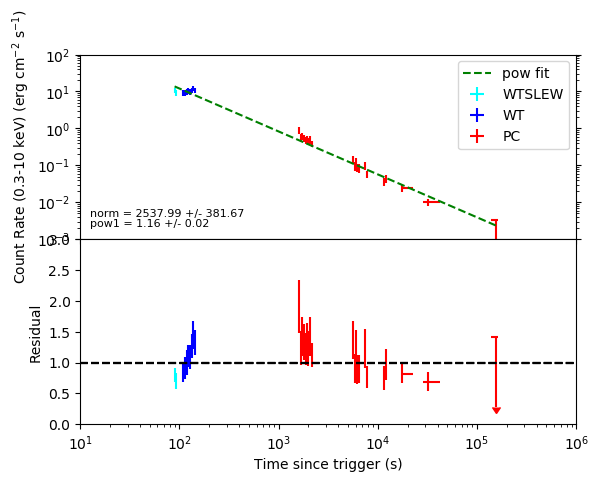 Count Rate (0.3-10 keV) (erg cm⁻² s⁻¹)
10²
10¹
10⁰
10⁻¹
10⁻²
10⁻³
pow fit
WTSLEW
WT
PC
norm = 2537.99 +/- 381.67
pow1 = 1.16 +/- 0.02
Residual
3.0
2.5
2.0
1.5
1.0
0.5
0.0
10¹ 10² 10³ 10⁴ 10⁵ 10⁶
Time since trigger (s)